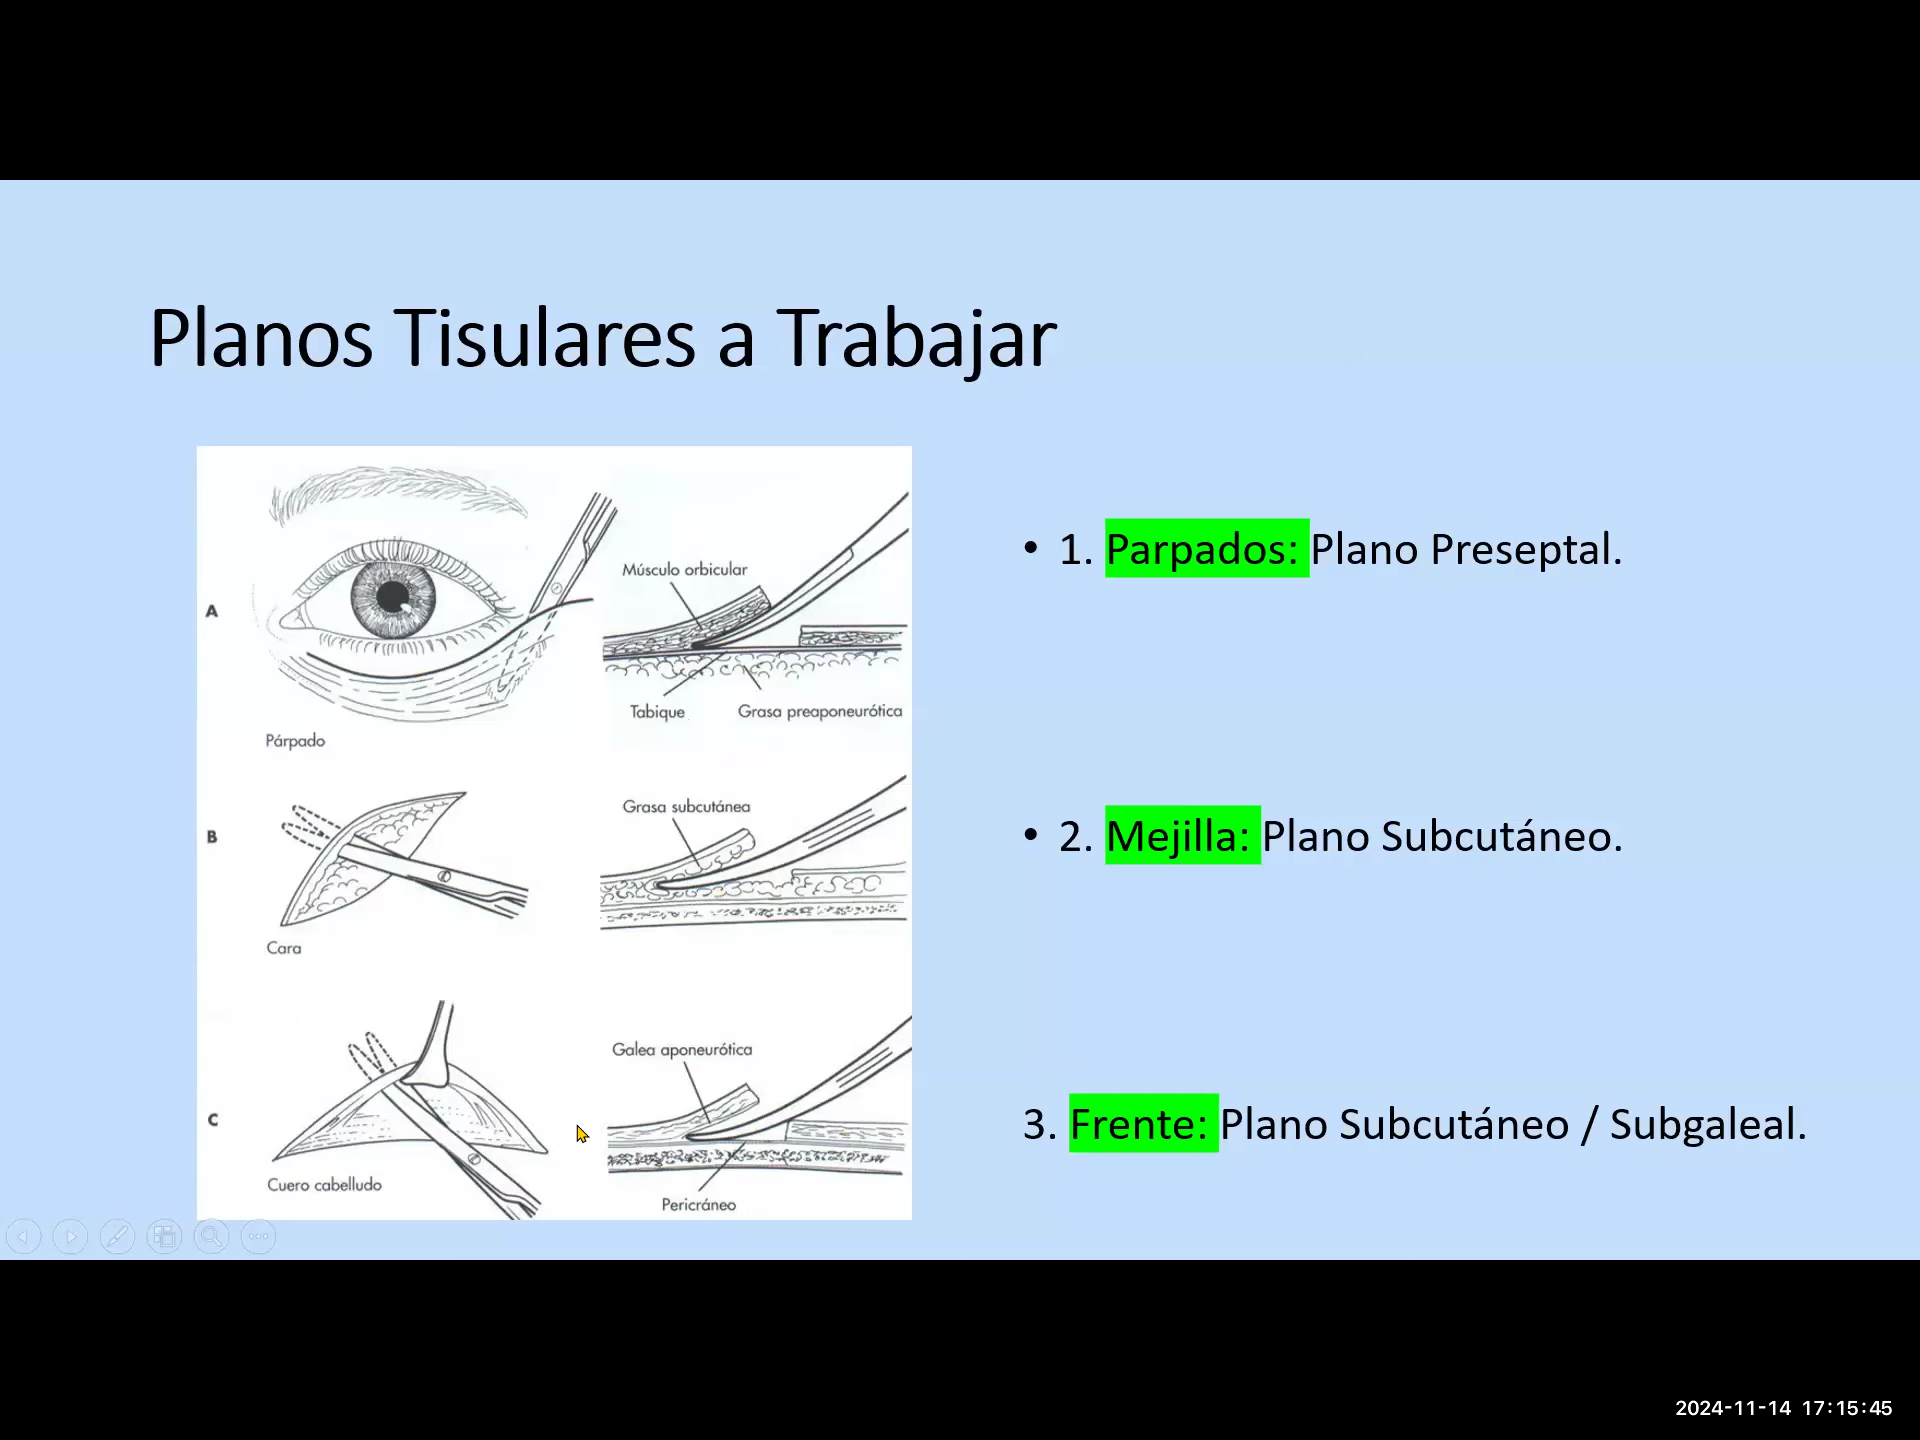 Planos Tisulares a Trabajar
A
Músculo orbicular
Tabique
Grasa preaponeurótica
Párpado
B
Grasa subcutánea
Cara
C
Galea aponeurótica
Cuero cabelludo
Pericráneo
• 1. Parpados: Plano Preseptal.
• 2. Mejilla: Plano Subcutáneo.
3. Frente: Plano Subcutáneo / Subgaleal.
2024-11-14 17:15:45